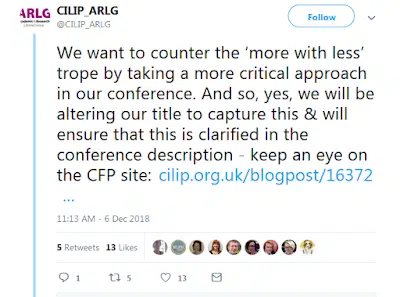 ARLG
CILIP_ARLG
@CILIP_ARLG
Follow
We want to counter the ‘more with less’
trope by taking a more critical approach
in our conference. And so, yes, we will be
altering our title to capture this & will
ensure that this is clarified in the
conference description - keep an eye on
the CFP site: cilip.org.uk/blogpost/16372
...
11:13 AM - 6 Dec 2018
5 Retweets 13 Likes
1 5 13